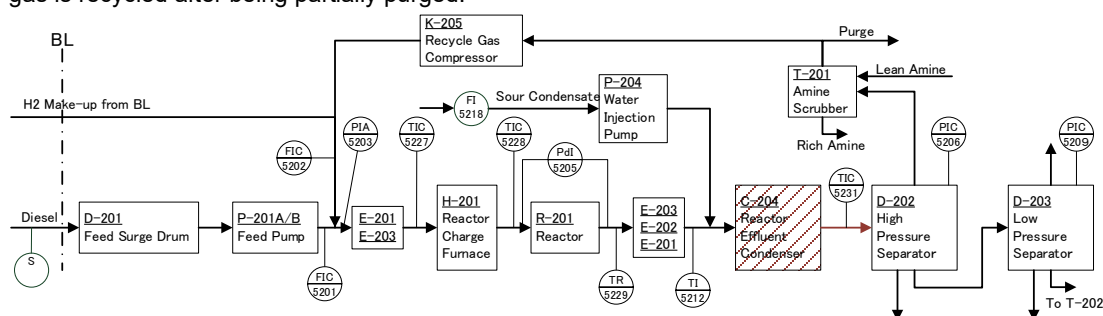 gas is recycled after being partially purged.
BL
K-205
Recycle Gas
Compressor
Purge
T-201
Amine
Scrubber
Lean Amine
Rich Amine
P-204
Water
Injection
Pump
H2 Make-up from BL
FI
5218
Sour Condensate
PIA
5203
TIC
5227
TIC
5228
PdI
5205
FIC
5202
PIC
5206
PIC
5209
TIC
5231
Diesel
S
D-201
Feed Surge Drum
P-201A/B
Feed Pump
FIC
5201
E-201
E-203
H-201
Reactor
Charge
Furnace
R-201
Reactor
TR
5229
E-203
E-202
E-201
TI
5212
C-204
Reactor
Effluent
Condenser
D-202
High
Pressure
Separator
D-203
Low
Pressure
Separator
To T-202